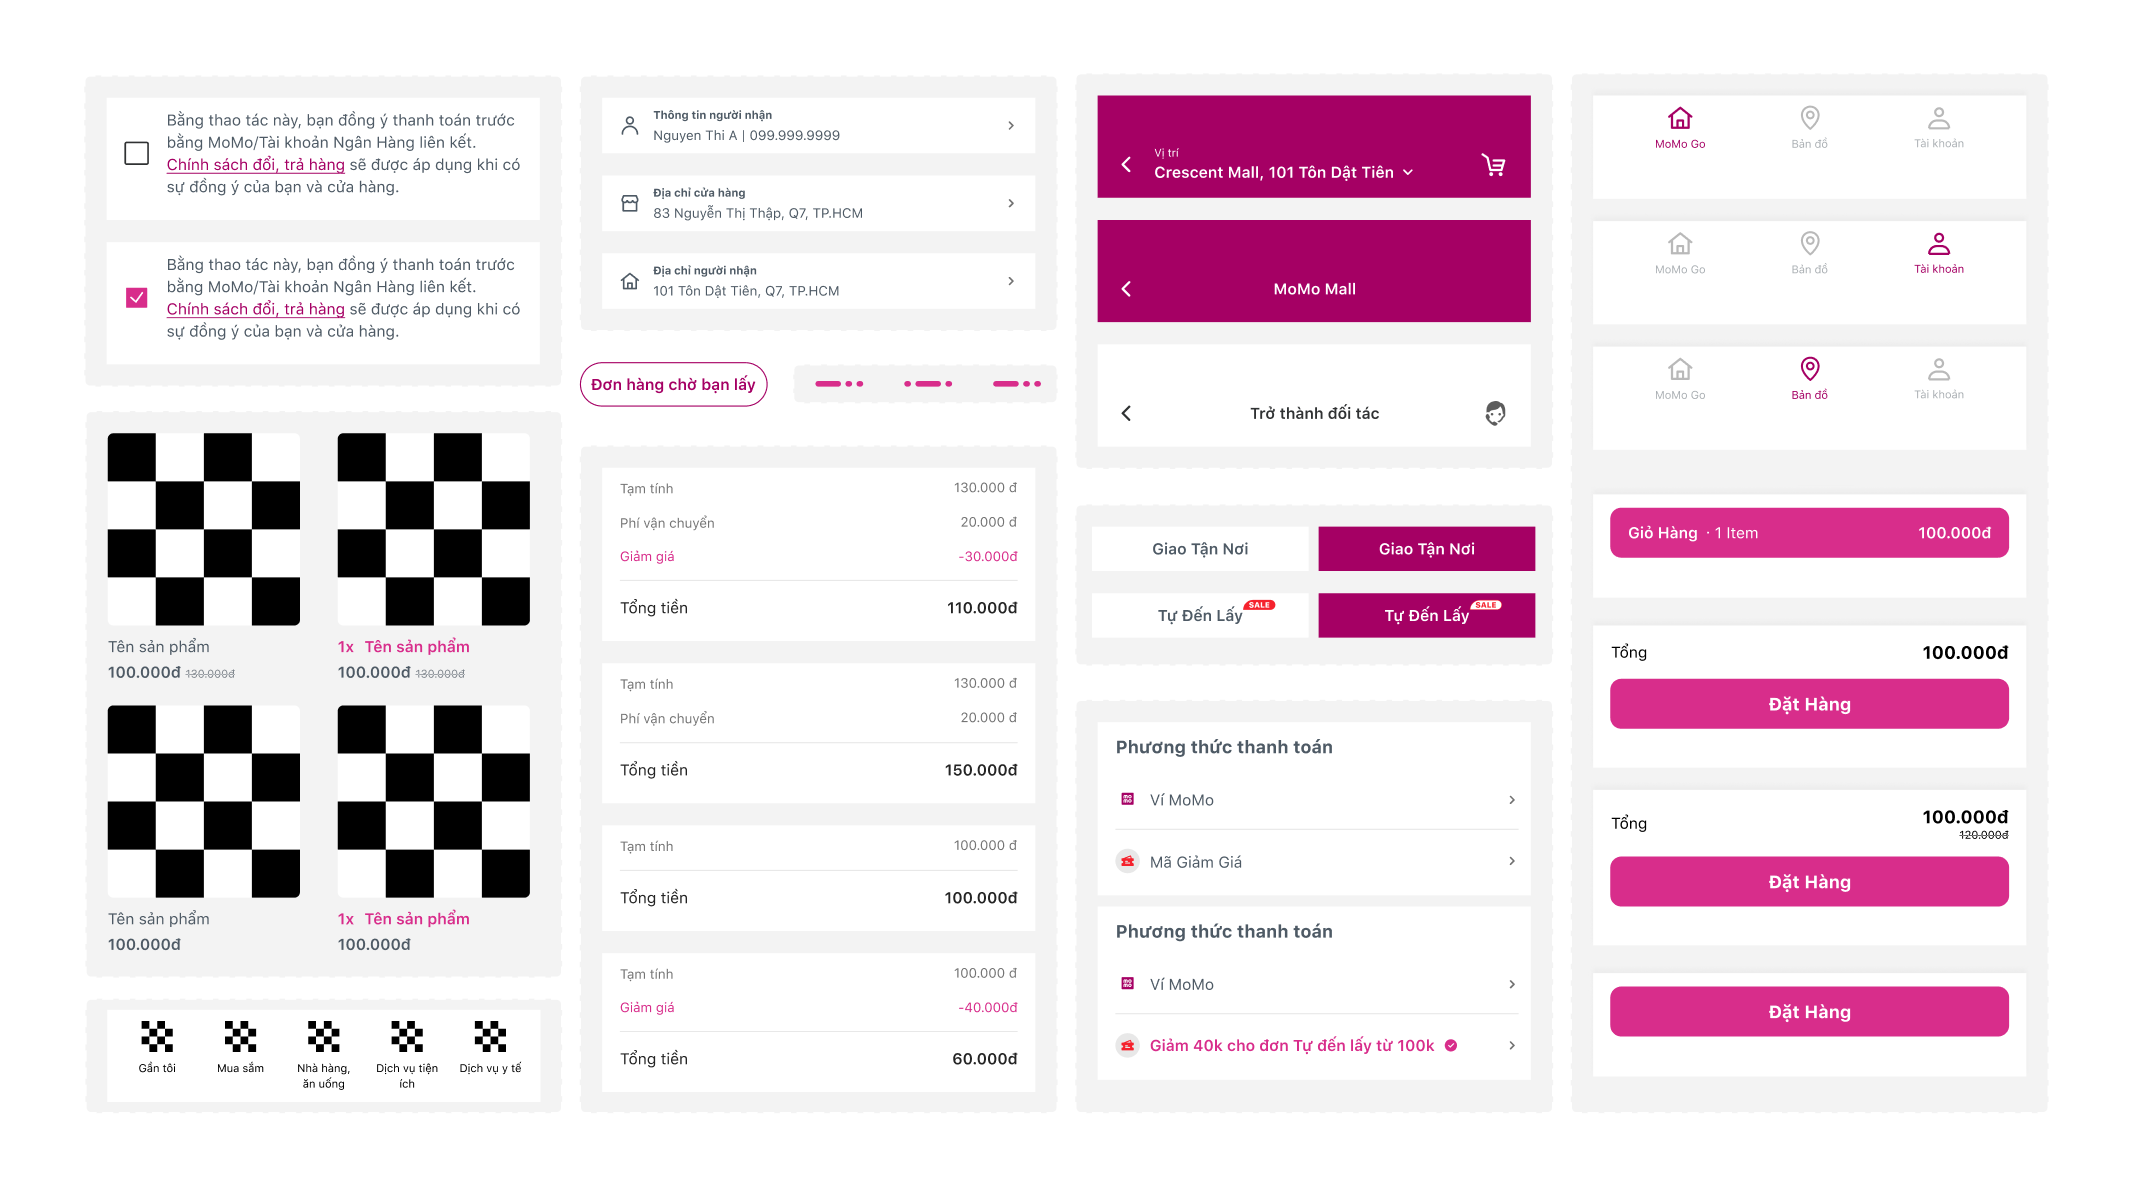 Bằng thao tác này, bạn đồng ý thanh toán trước
bằng MoMo/Tài khoản Ngân Hàng liên kết.
Chính sách đổi, trả hàng sẽ được áp dụng khi có
sự đồng ý của bạn và cửa hàng.
Bằng thao tác này, bạn đồng ý thanh toán trước
bằng MoMo/Tài khoản Ngân Hàng liên kết.
Chính sách đổi, trả hàng sẽ được áp dụng khi có
sự đồng ý của bạn và cửa hàng.
Tên sản phẩm
100.000đ 130.000đ
1x Tên sản phẩm
100.000đ 130.000đ
Tên sản phẩm
100.000đ
1x Tên sản phẩm
100.000đ
Gần tôi
Mua sắm
Nhà hàng,
ăn uống
Dịch vụ tiện
ích
Dịch vụ y tế
Thông tin người nhận
Nguyen Thi A | 099.999.9999
Địa chỉ cửa hàng
83 Nguyễn Thị Thập, Q7, TP.HCM
Địa chỉ người nhận
101 Tôn Dật Tiên, Q7, TP.HCM
Đơn hàng chờ bạn lấy
Tạm tính 130.000 đ
Phí vận chuyển 20.000 đ
Giảm giá -30.000đ
Tổng tiền 110.000đ
Tạm tính 130.000 đ
Phí vận chuyển 20.000 đ
Tổng tiền 150.000đ
Tạm tính 100.000 đ
Tổng tiền 100.000đ
Tạm tính 100.000 đ
Giảm giá -40.000đ
Tổng tiền 60.000đ
Vị trí
Crescent Mall, 101 Tôn Dật Tiên
MoMo Mall
Trở thành đối tác
Giao Tận Nơi
Giao Tận Nơi
Tự Đến Lấy SALE
Tự Đến Lấy SALE
Phương thức thanh toán
mo mo Ví MoMo
Mã Giảm Giá
Phương thức thanh toán
mo mo Ví MoMo
Giảm 40k cho đơn Tự đến lấy từ 100k
MoMo Go
Bản đồ
Tài khoản
MoMo Go
Bản đồ
Tài khoản
MoMo Go
Bản đồ
Tài khoản
Giỏ Hàng · 1 Item 100.000đ
Tổng 100.000đ
Đặt Hàng
Tổng 100.000đ
120.000đ
Đặt Hàng
Đặt Hàng